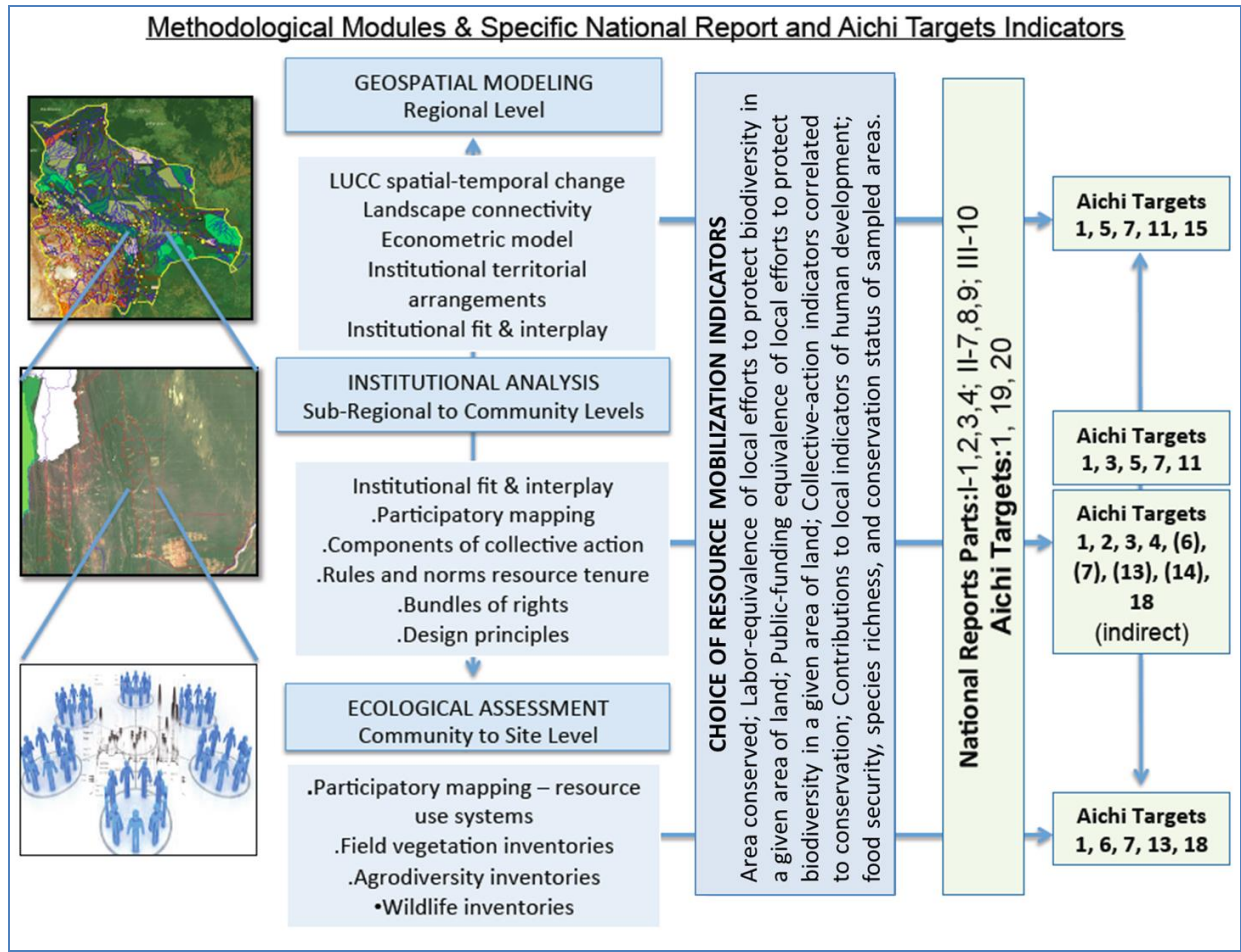 Methodological Modules & Specific National Report and Aichi Targets Indicators
GEOSPATIAL MODELING
Regional Level
LUCC spatial-temporal change
Landscape connectivity
Econometric model
Institutional territorial
arrangements
Institutional fit & interplay
INSTITUTIONAL ANALYSIS
Sub-Regional to Community Levels
Institutional fit & interplay
.Participatory mapping
.Components of collective action
.Rules and norms resource tenure
.Bundles of rights
.Design principles
ECOLOGICAL ASSESSMENT
Community to Site Level
.Participatory mapping – resource
use systems
.Field vegetation inventories
.Agrodiversity inventories
•Wildlife inventories
CHOICE OF RESOURCE MOBILIZATION INDICATORS
Area conserved; Labor-equivalence of local efforts to protect biodiversity in
a given area of land; Public-funding equivalence of local efforts to protect
biodiversity in a given area of land; Collective-action indicators correlated
to conservation; Contributions to local indicators of human development;
food security, species richness, and conservation status of sampled areas.
National Reports Parts:I-1,2,3,4; II-7,8,9; III-10
Aichi Targets:1, 19, 20
Aichi Targets
1, 5, 7, 11, 15
Aichi Targets
1, 3, 5, 7, 11
Aichi Targets
1, 2, 3, 4, (6),
(7), (13), (14),
18
(indirect)
Aichi Targets
1, 6, 7, 13, 18